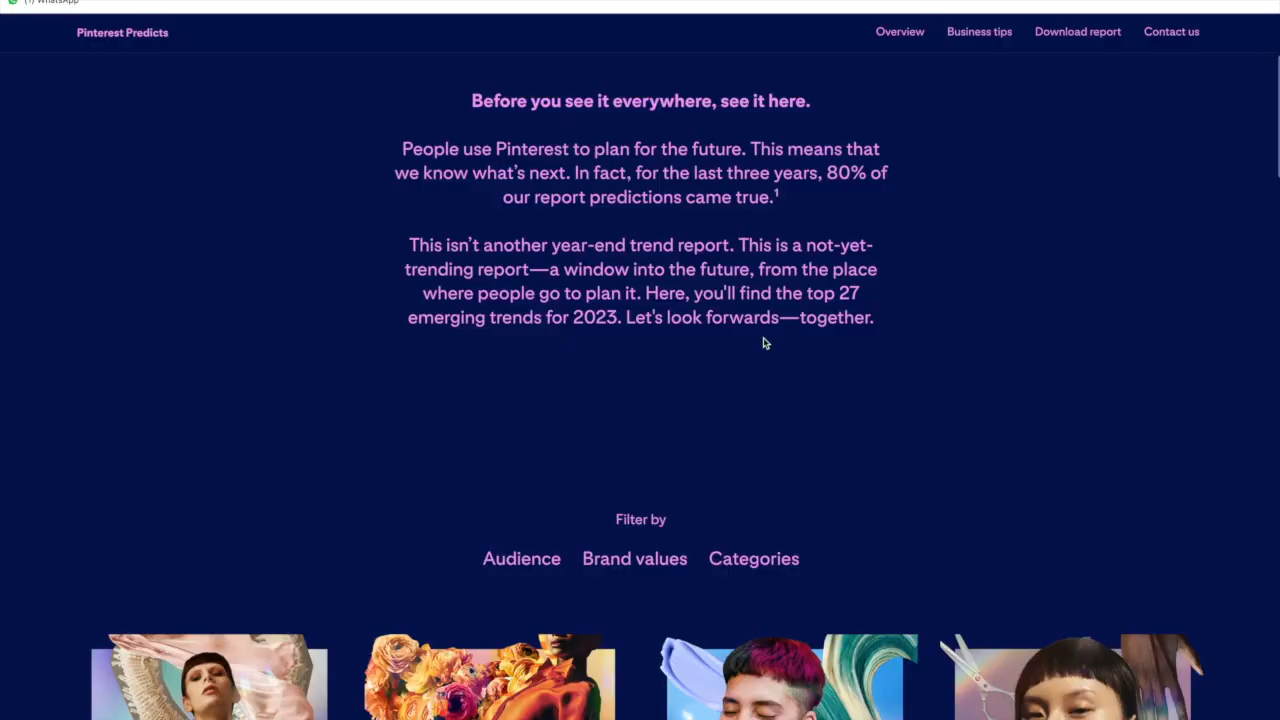 (1) WhatsApp
Pinterest Predicts
Overview
Business tips
Download report
Contact us
Before you see it everywhere, see it here.
People use Pinterest to plan for the future. This means that
we know what's next. In fact, for the last three years, 80% of
our report predictions came true.¹
This isn't another year-end trend report. This is a not-yet-
trending report—a window into the future, from the place
where people go to plan it. Here, you'll find the top 27
emerging trends for 2023. Let's look forwards—together.
Filter by
Audience
Brand values
Categories